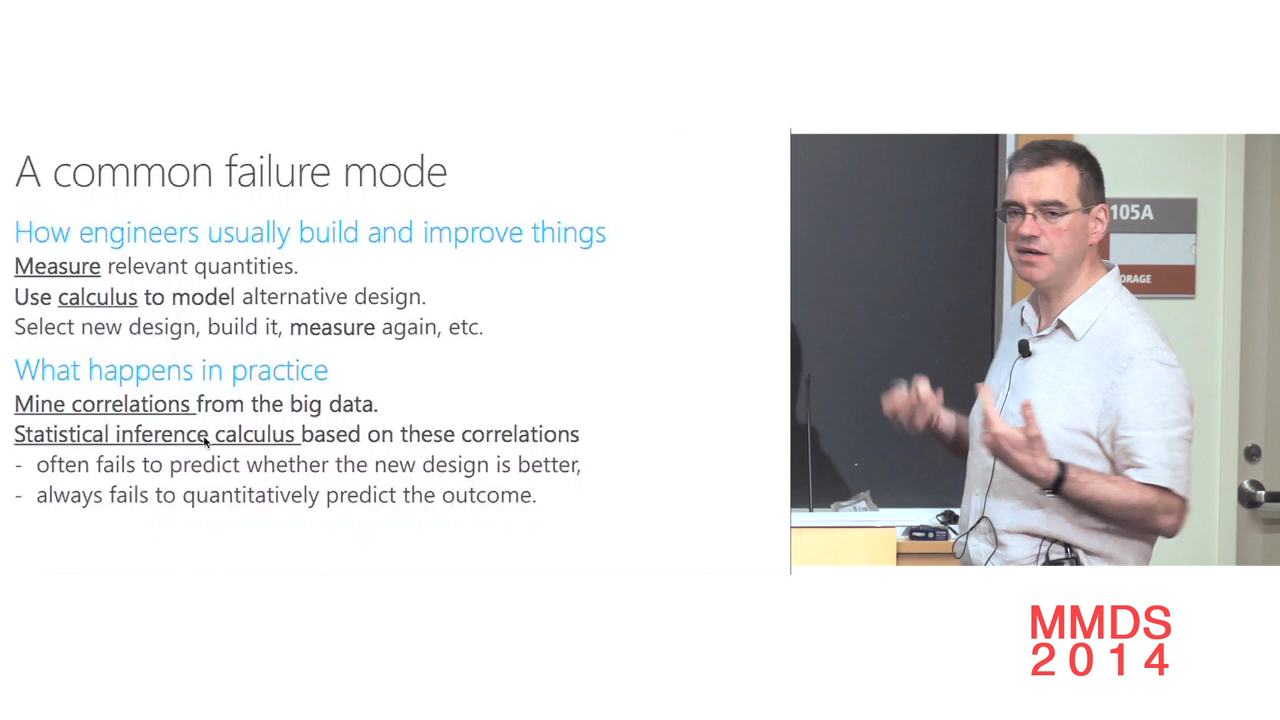 A common failure mode
How engineers usually build and improve things
Measure relevant quantities.
Use calculus to model alternative design.
Select new design, build it, measure again, etc.
What happens in practice
Mine correlations from the big data.
Statistical inference calculus based on these correlations
- often fails to predict whether the new design is better,
- always fails to quantitatively predict the outcome.
105A
ORAGE
MMDS
2014